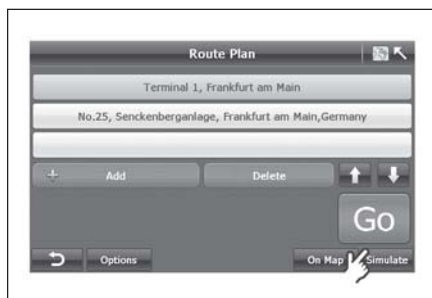 Route Plan
Terminal 1, Frankfurt am Main
No.25, Senckenberganlage, Frankfurt am Main,Germany
Add Delete
Go
Options On Map Simulate